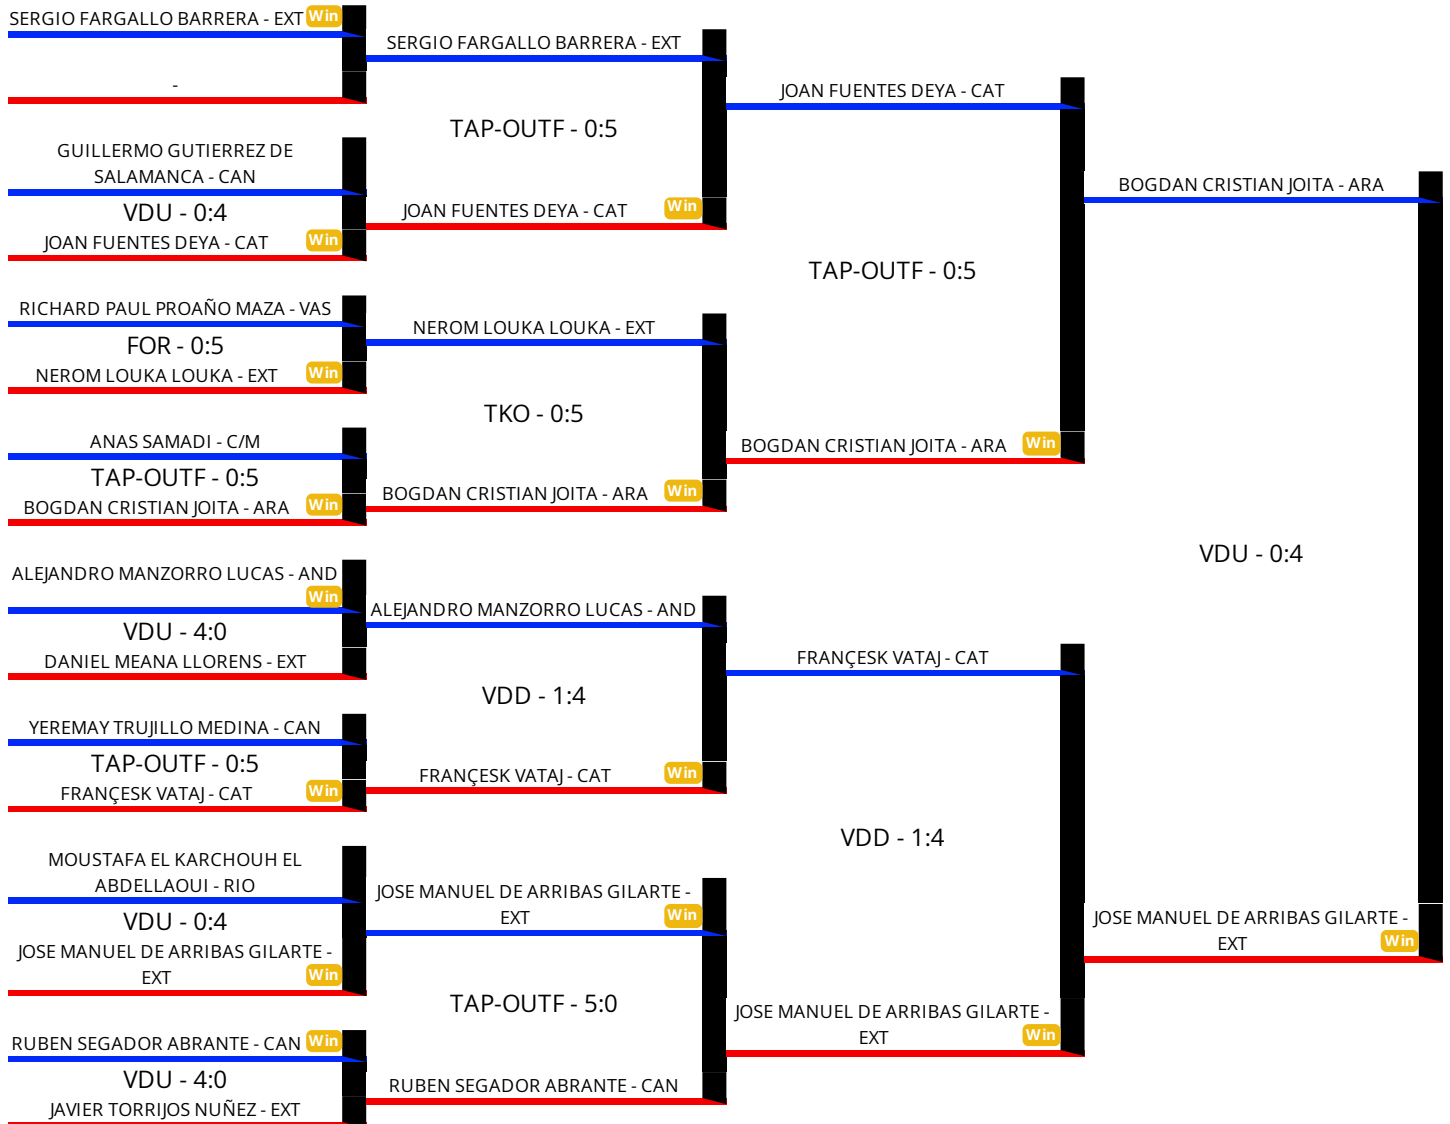 SERGIO FARGALLO BARRERA - EXT Win
-
GUILLERMO GUTIERREZ DE
SALAMANCA - CAN
VDU - 0:4
JOAN FUENTES DEYA - CAT Win
RICHARD PAUL PROAÑO MAZA - VAS
FOR - 0:5
NEROM LOUKA LOUKA - EXT Win
ANAS SAMADI - C/M
TAP-OUTF - 0:5
BOGDAN CRISTIAN JOITA - ARA Win
ALEJANDRO MANZORRO LUCAS - AND
Win
VDU - 4:0
DANIEL MEANA LLORENS - EXT
YEREMAY TRUJILLO MEDINA - CAN
TAP-OUTF - 0:5
FRANÇESK VATAJ - CAT Win
MOUSTAFA EL KARCHOUH EL
ABDELLAOUI - RIO
VDU - 0:4
JOSE MANUEL DE ARRIBAS GILARTE -
EXT Win
RUBEN SEGADOR ABRANTE - CAN Win
VDU - 4:0
JAVIER TORRIJOS NUÑEZ - EXT
SERGIO FARGALLO BARRERA - EXT
TAP-OUTF - 0:5
JOAN FUENTES DEYA - CAT Win
NEROM LOUKA LOUKA - EXT
TKO - 0:5
BOGDAN CRISTIAN JOITA - ARA Win
ALEJANDRO MANZORRO LUCAS - AND
VDD - 1:4
FRANÇESK VATAJ - CAT Win
JOSE MANUEL DE ARRIBAS GILARTE -
EXT Win
TAP-OUTF - 5:0
RUBEN SEGADOR ABRANTE - CAN
JOAN FUENTES DEYA - CAT
TAP-OUTF - 0:5
BOGDAN CRISTIAN JOITA - ARA Win
FRANÇESK VATAJ - CAT
VDD - 1:4
JOSE MANUEL DE ARRIBAS GILARTE -
EXT Win
BOGDAN CRISTIAN JOITA - ARA
VDU - 0:4
JOSE MANUEL DE ARRIBAS GILARTE -
EXT Win